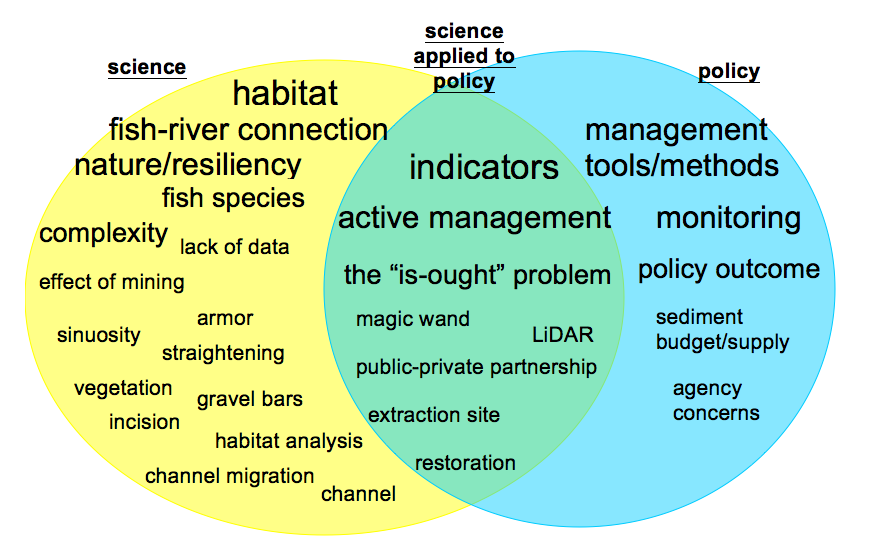 science
science
applied to
policy
policy
habitat
fish-river connection
nature/resiliency
fish species
complexity
lack of data
effect of mining
armor
sinuosity
straightening
vegetation
gravel bars
incision
habitat analysis
channel migration
channel
indicators
active management
the “is-ought” problem
magic wand
LiDAR
public-private partnership
extraction site
restoration
management
tools/methods
monitoring
policy outcome
sediment
budget/supply
agency
concerns